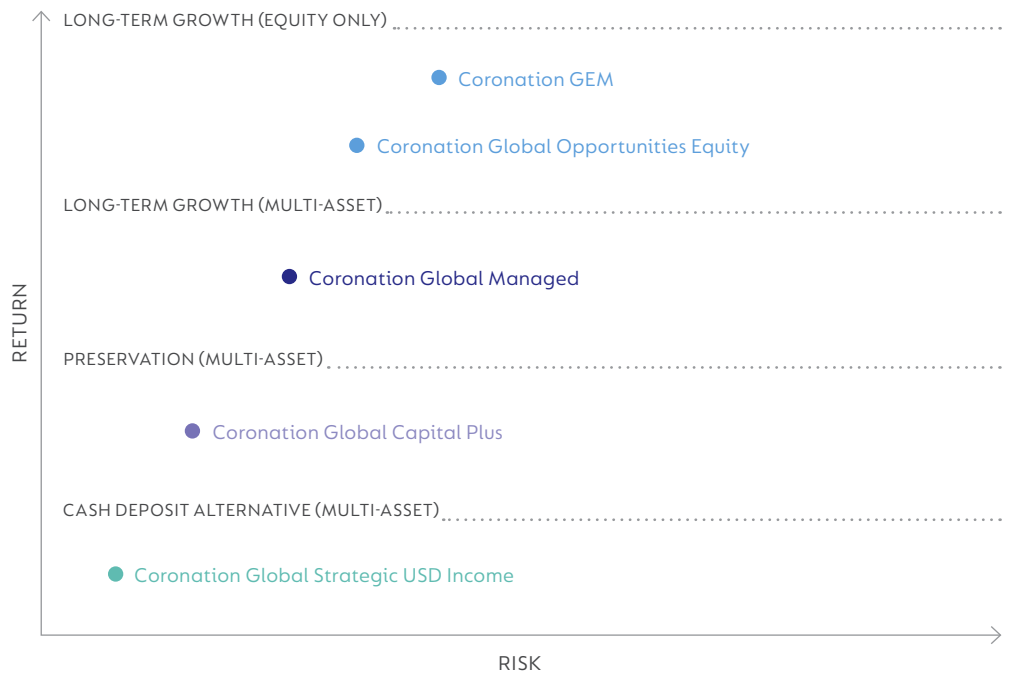 LONG-TERM GROWTH (EQUITY ONLY)
Coronation GEM
Coronation Global Opportunities Equity
LONG-TERM GROWTH (MULTI-ASSET)
Coronation Global Managed
RETURN
PRESERVATION (MULTI-ASSET)
Coronation Global Capital Plus
CASH DEPOSIT ALTERNATIVE (MULTI-ASSET)
Coronation Global Strategic USD Income
RISK